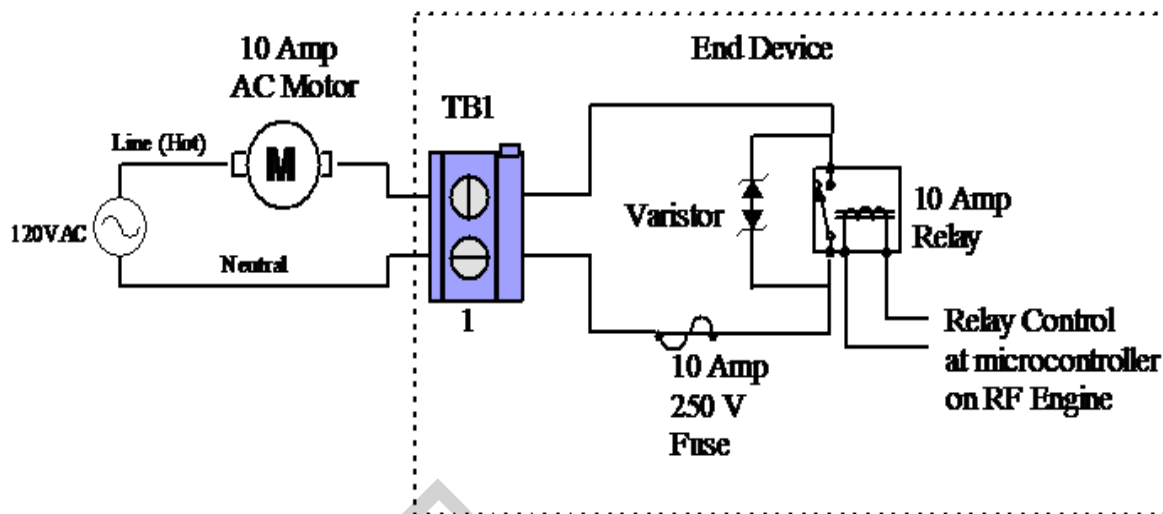 10 Amp
AC Motor
End Device
TB1
Line (Hot)
M
120VAC
Varistor
10 Amp
Relay
Neutral
1
Relay Control
at microcontroller
on RF Engine
10 Amp
250 V
Fuse